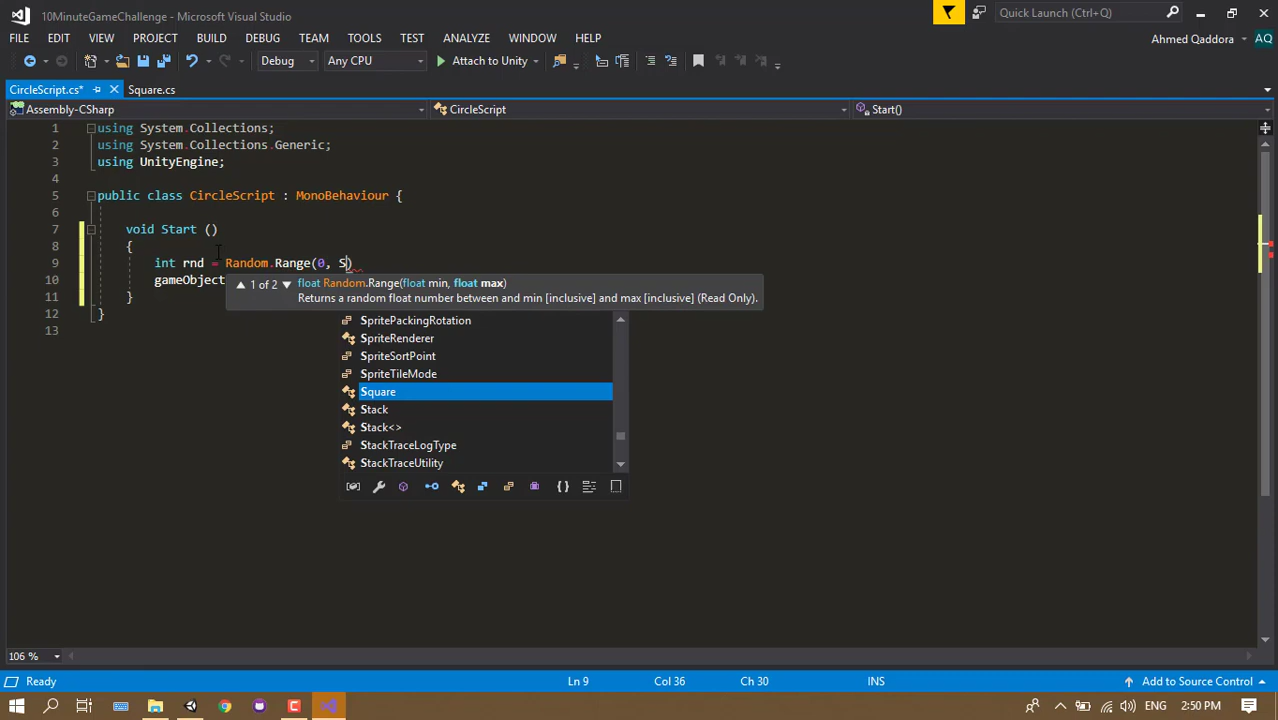 10MinuteGameChallenge - Microsoft Visual Studio
Quick Launch (Ctrl+Q)
FILE EDIT VIEW PROJECT BUILD DEBUG TEAM TOOLS TEST ANALYZE WINDOW HELP
Ahmed Qaddora AQ
Debug Any CPU Attach to Unity
CircleScript.cs* Square.cs
Assembly-CSharp CircleScript Start()
1 using System.Collections;
2 using System.Collections.Generic;
3 using UnityEngine;
4
5 public class CircleScript : MonoBehaviour {
6
7 void Start ()
8 {
9 int rnd = Random.Range(0, S)
10 gameObject
11 }
12 }
13
1 of 2 float Random.Range(float min, float max)
Returns a random float number between and min [inclusive] and max [inclusive] (Read Only).
SpritePackingRotation
SpriteRenderer
SpriteSortPoint
SpriteTileMode
Square
Stack
Stack<>
StackTraceLogType
StackTraceUtility
106 %
Ready Ln 9 Col 36 Ch 30 INS Add to Source Control
ENG 2:50 PM